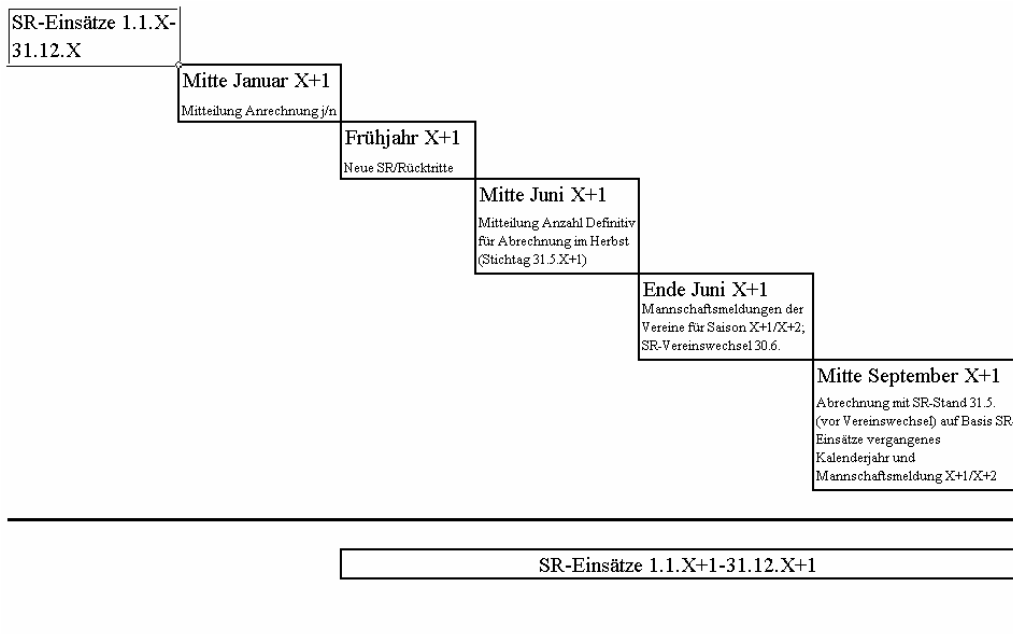 SR-Einsätze 1.1.X-
31.12.X
Mitte Januar X+1
Mitteilung Anrechnung j/n
Frühjahr X+1
Neue SR/Rücktritte
Mitte Juni X+1
Mitteilung Anzahl Definitiv
für Abrechnung im Herbst
(Stichtag 31.5.X+1)
Ende Juni X+1
Mannschaftsmeldungen der
Vereine für Saison X+1/X+2;
SR-Vereinswechsel 30.6.
Mitte September X+1
Abrechnung mit SR-Stand 31.5.
(vor Vereinswechsel) auf Basis SR-
Einsätze vergangenes
Kalenderjahr und
Mannschaftsmeldung X+1/X+2
SR-Einsätze 1.1.X+1-31.12.X+1